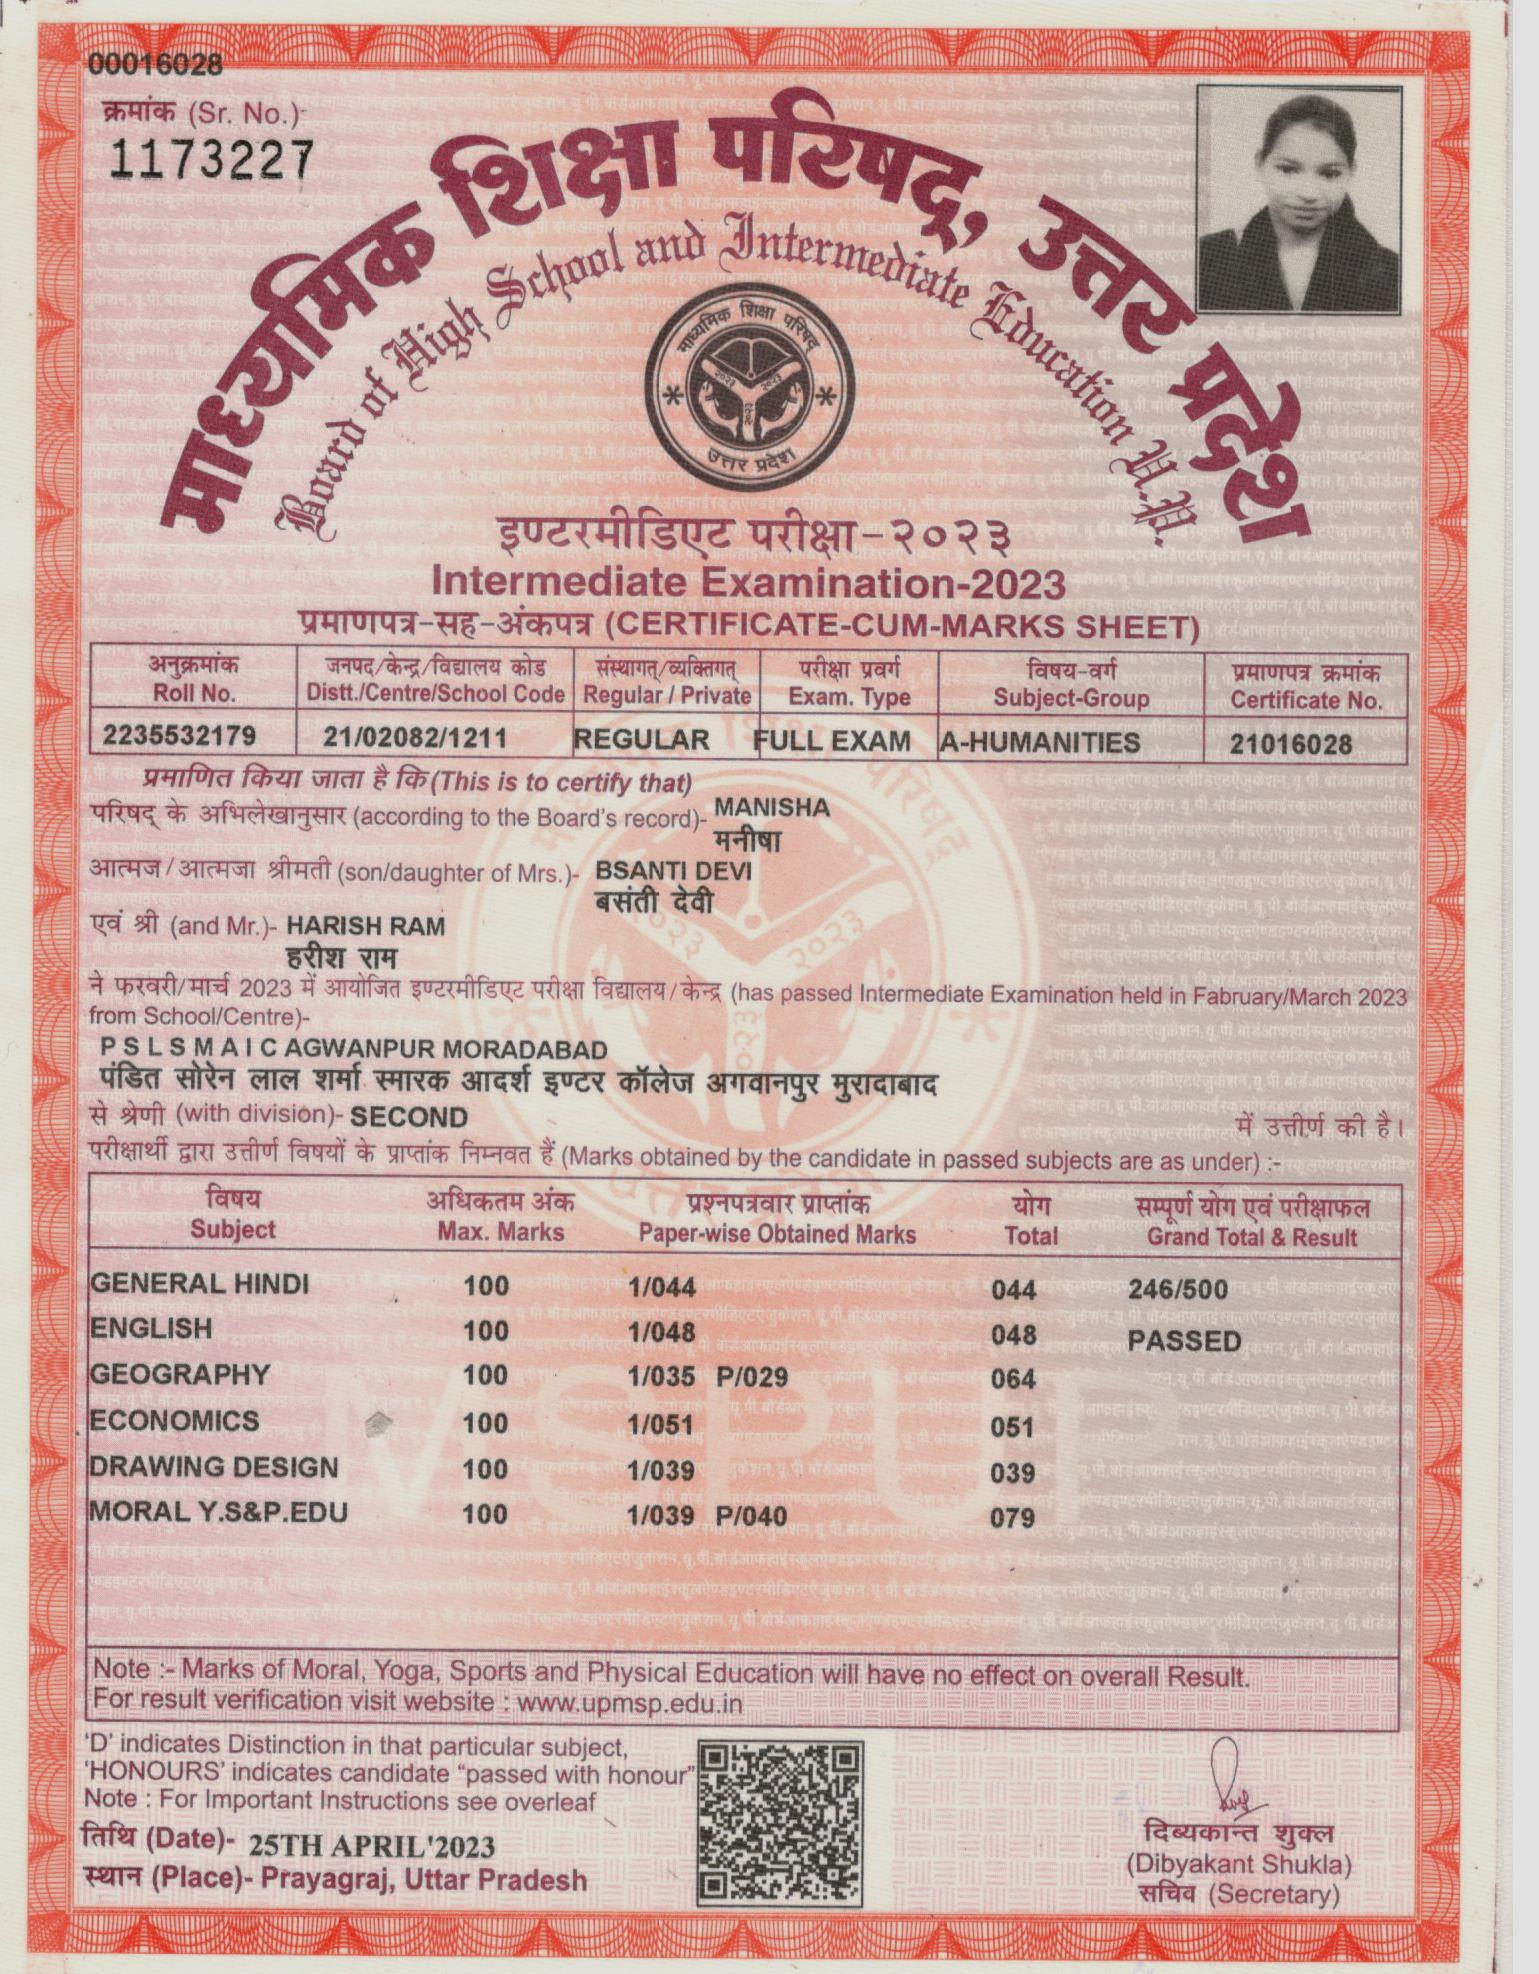 00016028
क्रमांक (Sr. No.)-
1173227
माध्यमिक शिक्षा परिषद्, उत्तर प्रदेश
Board of High School and Intermediate Education U.P.
माध्यमिक शिक्षा परिषद्
२०२३ २०२३
२०२३
उत्तर प्रदेश
इण्टरमीडिएट परीक्षा-२०२३
Intermediate Examination-2023
प्रमाणपत्र-सह-अंकपत्र (CERTIFICATE-CUM-MARKS SHEET)
अनुक्रमांक जनपद/केन्द्र/विद्यालय कोड संस्थागत्/व्यक्तिगत् परीक्षा प्रवर्ग विषय-वर्ग प्रमाणपत्र क्रमांक
Roll No. Distt./Centre/School Code Regular / Private Exam. Type Subject-Group Certificate No.
2235532179 21/02082/1211 REGULAR FULL EXAM A-HUMANITIES 21016028
प्रमाणित किया जाता है कि (This is to certify that)
परिषद् के अभिलेखानुसार (according to the Board's record)- MANISHA
मनीषा
आत्मज/आत्मजा श्रीमती (son/daughter of Mrs.)- BSANTI DEVI
बसंती देवी
एवं श्री (and Mr.)- HARISH RAM
हरीश राम
ने फरवरी/मार्च 2023 में आयोजित इण्टरमीडिएट परीक्षा विद्यालय/केन्द्र (has passed Intermediate Examination held in Fabruary/March 2023
from School/Centre)-
P S L S M A I C AGWANPUR MORADABAD
पंडित सोरेन लाल शर्मा स्मारक आदर्श इण्टर कॉलेज अगवानपुर मुरादाबाद
से श्रेणी (with division)- SECOND में उत्तीर्ण की है।
परीक्षार्थी द्वारा उत्तीर्ण विषयों के प्राप्तांक निम्नवत हैं (Marks obtained by the candidate in passed subjects are as under) :-
विषय अधिकतम अंक प्रश्नपत्रवार प्राप्तांक योग सम्पूर्ण योग एवं परीक्षाफल
Subject Max. Marks Paper-wise Obtained Marks Total Grand Total & Result
GENERAL HINDI 100 1/044 044 246/500
ENGLISH 100 1/048 048 PASSED
GEOGRAPHY 100 1/035 P/029 064
ECONOMICS 100 1/051 051
DRAWING DESIGN 100 1/039 039
MORAL Y.S&P.EDU 100 1/039 P/040 079
Note :- Marks of Moral, Yoga, Sports and Physical Education will have no effect on overall Result.
For result verification visit website : www.upmsp.edu.in
'D' indicates Distinction in that particular subject,
'HONOURS' indicates candidate "passed with honour"
Note : For Important Instructions see overleaf
तिथि (Date)- 25TH APRIL'2023
स्थान (Place)- Prayagraj, Uttar Pradesh
दिब्यकान्त शुक्ल
(Dibyakant Shukla)
सचिव (Secretary)